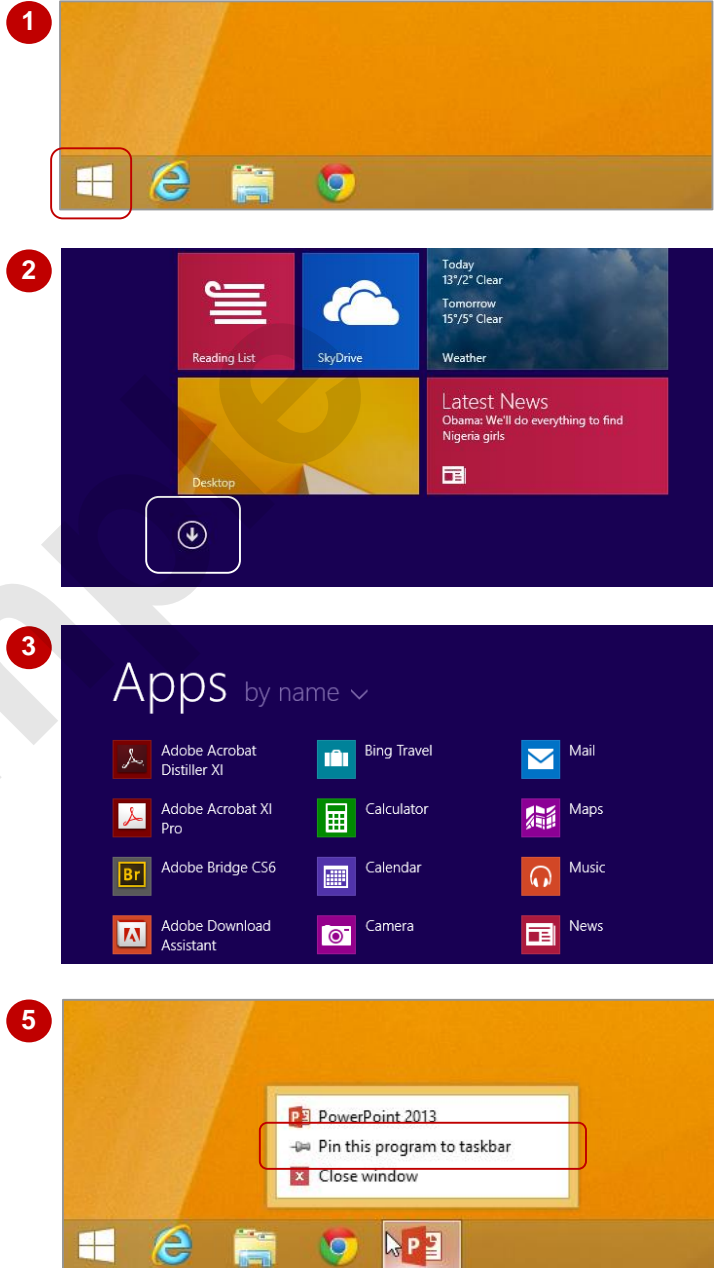 1
2
Today
13°/2° Clear
Tomorrow
15°/5° Clear
Reading List
SkyDrive
Weather
Latest News
Obama: We'll do everything to find
Nigeria girls
Desktop
3
Apps by name
Adobe Acrobat
Distiller XI
Bing Travel
Mail
Adobe Acrobat XI
Pro
Calculator
Maps
Br
Adobe Bridge CS6
Calendar
Music
Adobe Download
Assistant
Camera
News
5
PowerPoint 2013
Pin this program to taskbar
Close window
P